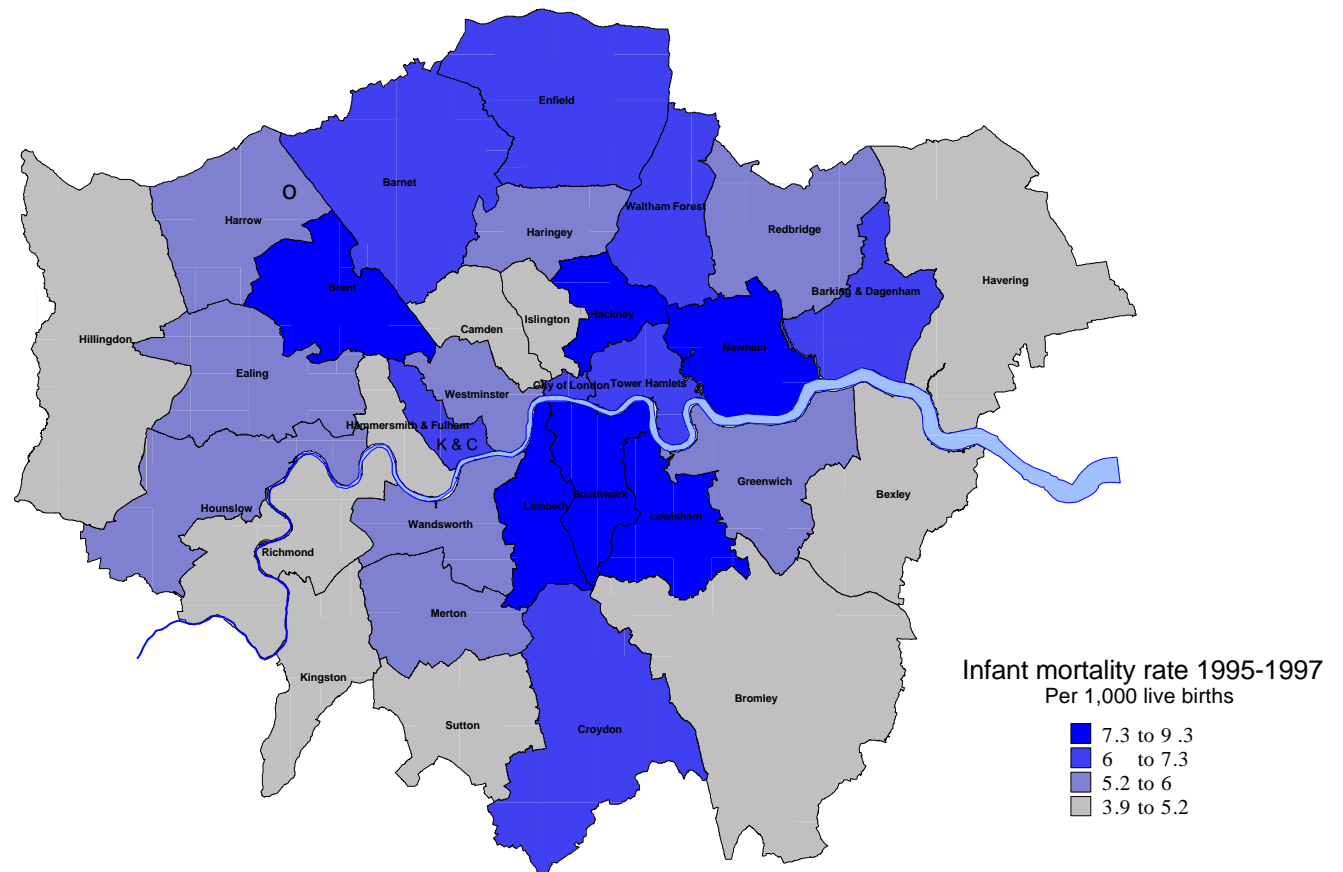 Enfield
Barnet
O
Harrow
Haringey
Waltham Forest
Redbridge
Havering
Brent
Barking & Dagenham
Hackney
Islington
Camden
Hillingdon
Newham
Ealing
City of London
Tower Hamlets
Westminster
Hammersmith & Fulham
K & C
Greenwich
Bexley
Southwark
Lambeth
Hounslow
Lewisham
Wandsworth
Richmond
Merton
Kingston
Bromley
Sutton
Croydon
Infant mortality rate 1995-1997
Per 1,000 live births
7.3 to 9 .3
6 to 7.3
5.2 to 6
3.9 to 5.2